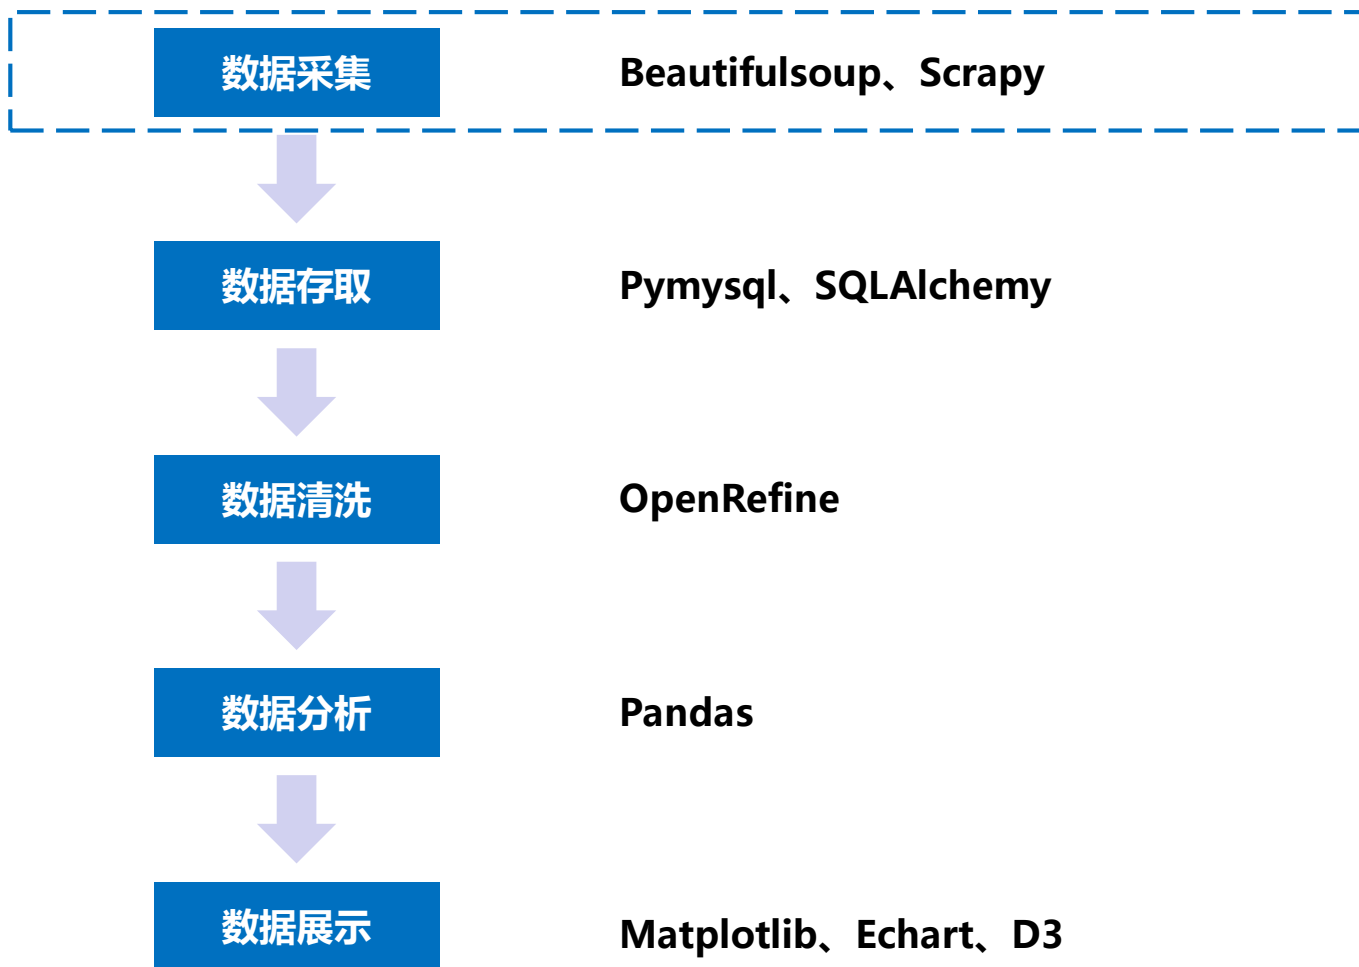 数据采集
Beautifulsoup、Scrapy
数据存取
Pymysql、SQLAlchemy
数据清洗
OpenRefine
数据分析
Pandas
数据展示
Matplotlib、Echart、D3